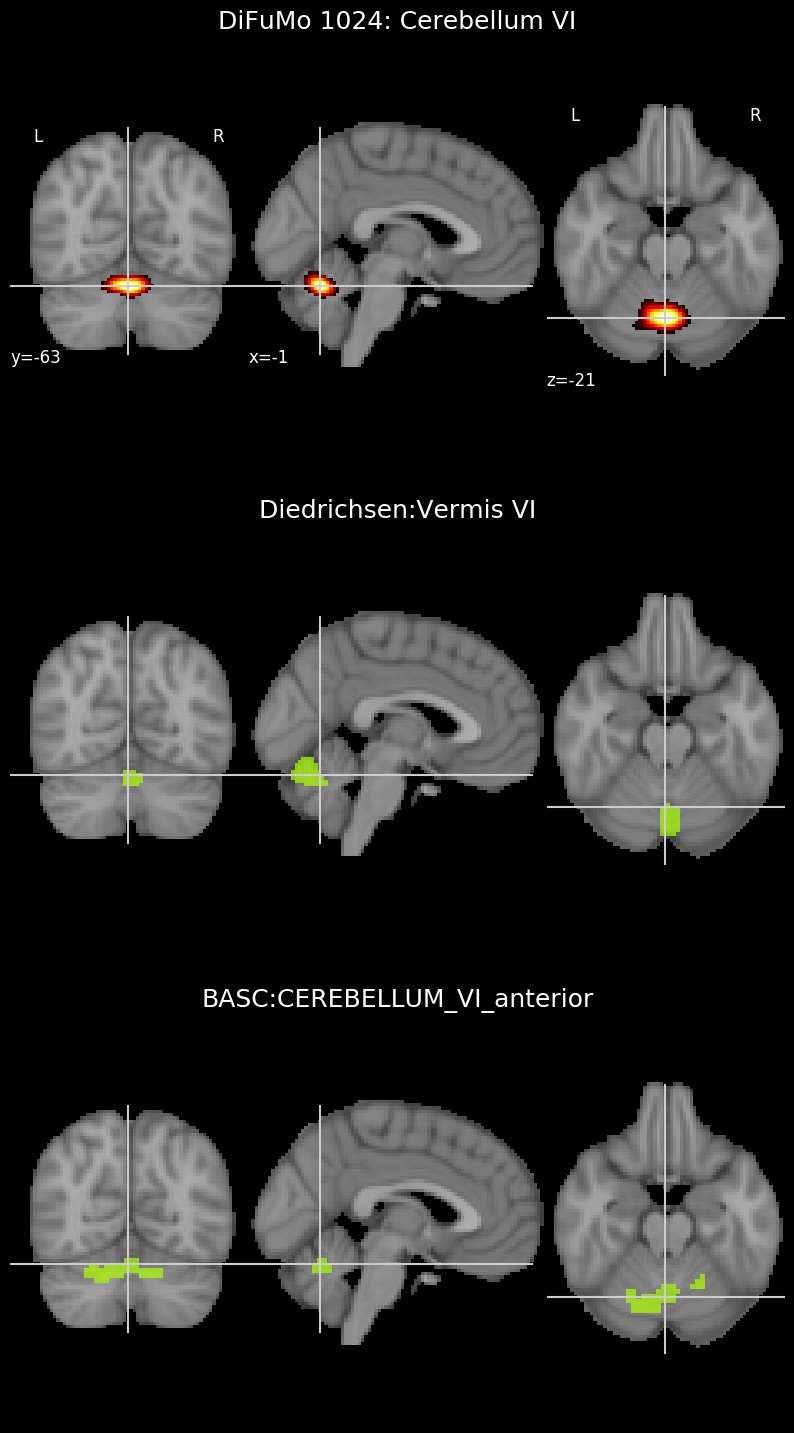 DiFuMo 1024: Cerebellum VI
L R L R
y=-63 x=-1 z=-21
Diedrichsen:Vermis VI
BASC:CEREBELLUM_VI_anterior